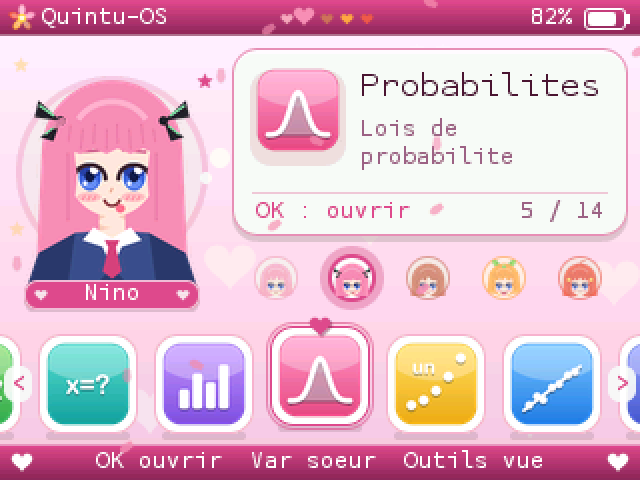 Quintu-OS
82%
Probabilites
Lois de
probabilite
OK : ouvrir
5 / 14
Nino
<
x=?
un
>
OK ouvrir Var soeur Outils vue